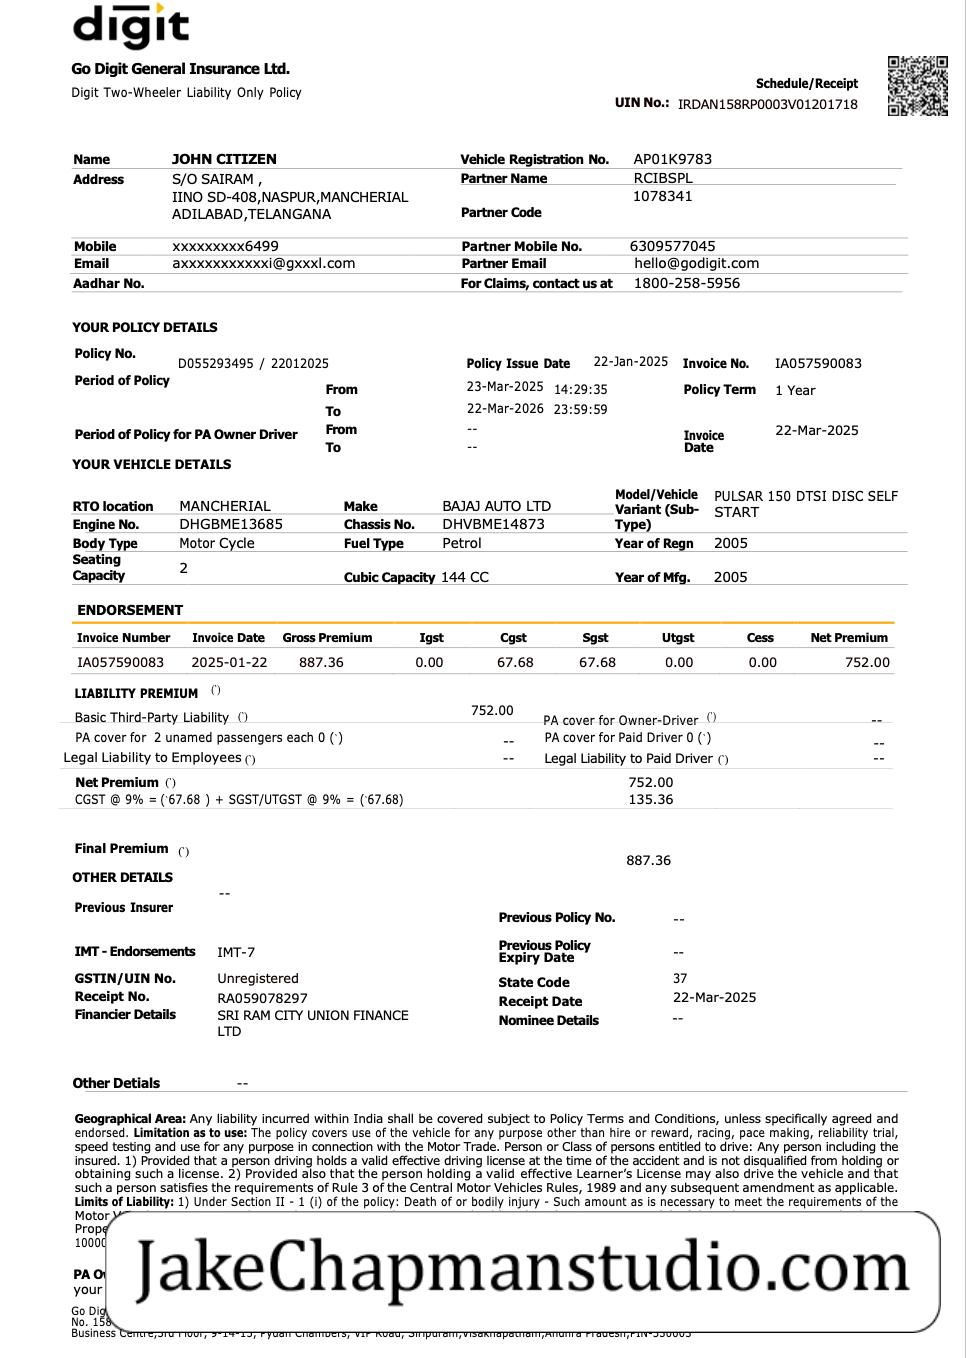 digit
Go Digit General Insurance Ltd.
Digit Two-Wheeler Liability Only Policy
Schedule/Receipt
UIN No.: IRDAN158RP0003V01201718
Name JOHN CITIZEN Vehicle Registration No. AP01K9783
Address S/O SAIRAM , Partner Name RCIBSPL
IINO SD-408,NASPUR,MANCHERIAL 1078341
ADILABAD,TELANGANA Partner Code
Mobile xxxxxxxxx6499 Partner Mobile No. 6309577045
Email axxxxxxxxxxxi@gxxxl.com Partner Email hello@godigit.com
Aadhar No. For Claims, contact us at 1800-258-5956
YOUR POLICY DETAILS
Policy No. D055293495 / 22012025 Policy Issue Date 22-Jan-2025 Invoice No. IA057590083
Period of Policy From 23-Mar-2025 14:29:35 Policy Term 1 Year
To 22-Mar-2026 23:59:59
Period of Policy for PA Owner Driver From -- Invoice Date 22-Mar-2025
To --
YOUR VEHICLE DETAILS
RTO location MANCHERIAL Make BAJAJ AUTO LTD Model/Vehicle Variant (Sub-Type) PULSAR 150 DTSI DISC SELF START
Engine No. DHGBME13685 Chassis No. DHVBME14873
Body Type Motor Cycle Fuel Type Petrol Year of Regn 2005
Seating Capacity 2 Cubic Capacity 144 CC Year of Mfg. 2005
ENDORSEMENT
Invoice Number Invoice Date Gross Premium Igst Cgst Sgst Utgst Cess Net Premium
IA057590083 2025-01-22 887.36 0.00 67.68 67.68 0.00 0.00 752.00
LIABILITY PREMIUM (`)
Basic Third-Party Liability (`) 752.00 PA cover for Owner-Driver (`) --
PA cover for 2 unamed passengers each 0 (`) -- PA cover for Paid Driver 0 (`) --
Legal Liability to Employees (`) -- Legal Liability to Paid Driver (`) --
Net Premium (`) 752.00
CGST @ 9% = (`67.68 ) + SGST/UTGST @ 9% = (`67.68) 135.36
Final Premium (`) 887.36
OTHER DETAILS
--
Previous Insurer Previous Policy No. --
IMT - Endorsements IMT-7 Previous Policy Expiry Date --
GSTIN/UIN No. Unregistered State Code 37
Receipt No. RA059078297 Receipt Date 22-Mar-2025
Financier Details SRI RAM CITY UNION FINANCE LTD Nominee Details --
Other Detials --
Geographical Area: Any liability incurred within India shall be covered subject to Policy Terms and Conditions, unless specifically agreed and
endorsed. Limitation as to use: The policy covers use of the vehicle for any purpose other than hire or reward, racing, pace making, reliability trial,
speed testing and use for any purpose in connection with the Motor Trade. Person or Class of persons entitled to drive: Any person including the
insured. 1) Provided that a person driving holds a valid effective driving license at the time of the accident and is not disqualified from holding or
obtaining such a license. 2) Provided also that the person holding a valid effective Learner's License may also drive the vehicle and that
such a person satisfies the requirements of Rule 3 of the Central Motor Vehicles Rules, 1989 and any subsequent amendment as applicable.
Limits of Liability: 1) Under Section II - 1 (i) of the policy: Death of or bodily injury - Such amount as is necessary to meet the requirements of the
Motor
JakeChapmanstudio.com
PA
your
Go
No. 158
Business Centre,3rd Floor, 9-14-15, Pydah Chambers, VIP Road, Siripuram,Visakhapatnam,Andhra Pradesh,PIN-530003